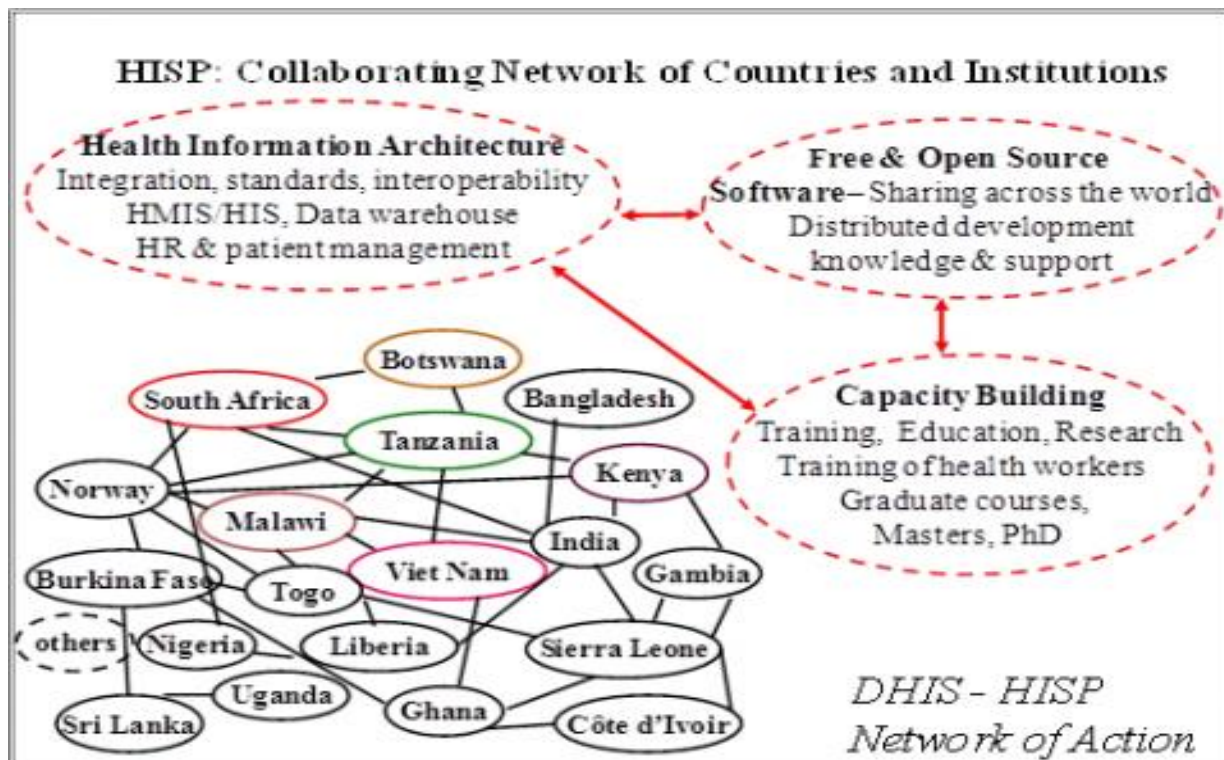 HISP: Collaborating Network of Countries and Institutions
Health Information Architecture
Integration, standards, interoperability
HMIS/HIS, Data warehouse
HR & patient management
Free & Open Source
Software– Sharing across the world
Distributed development
knowledge & support
Capacity Building
Training, Education, Research
Training of health workers
Graduate courses,
Masters, PhD
Botswana
South Africa
Bangladesh
Tanzania
Kenya
Norway
Malawi
India
Viet Nam
Gambia
Burkina Faso
Togo
others
Nigeria
Liberia
Sierra Leone
Uganda
Ghana
Sri Lanka
Côte d'Ivoir
DHIS - HISP
Network of Action